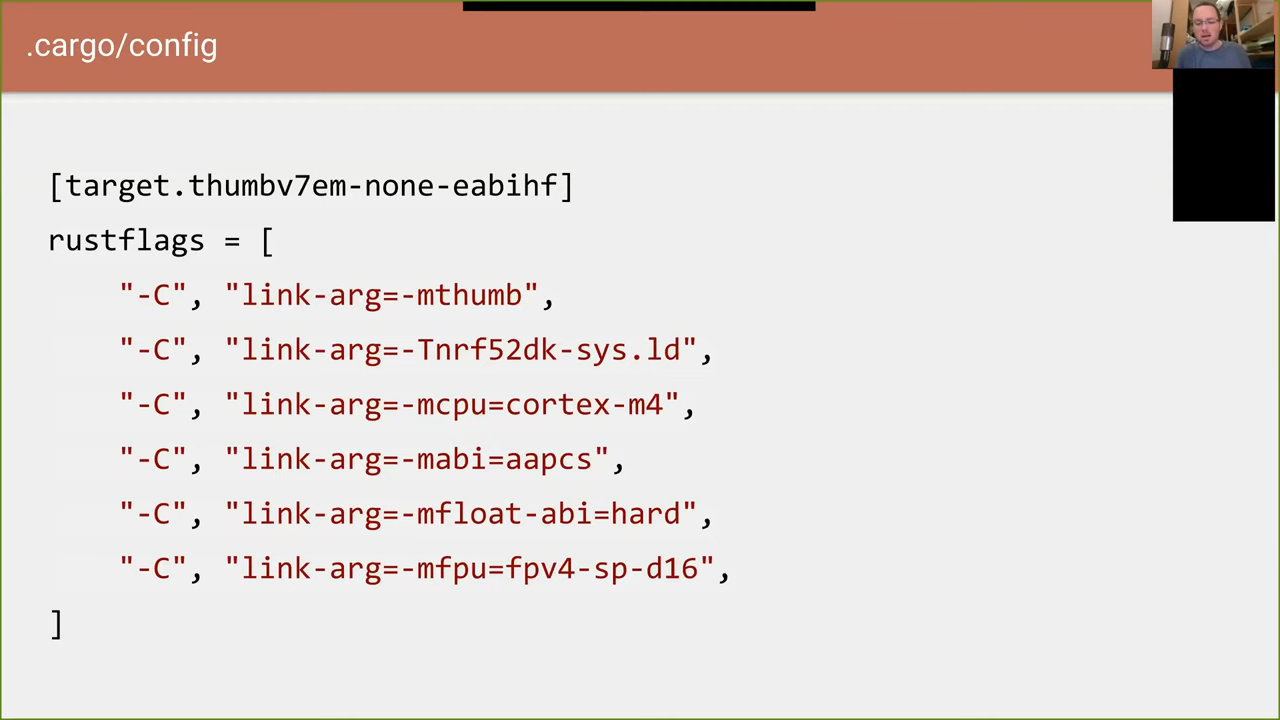 .cargo/config
[target.thumbv7em-none-eabihf]
rustflags = [
"-C", "link-arg=-mthumb",
"-C", "link-arg=-Tnrf52dk-sys.ld",
"-C", "link-arg=-mcpu=cortex-m4",
"-C", "link-arg=-mabi=aapcs",
"-C", "link-arg=-mfloat-abi=hard",
"-C", "link-arg=-mfpu=fpv4-sp-d16",
]